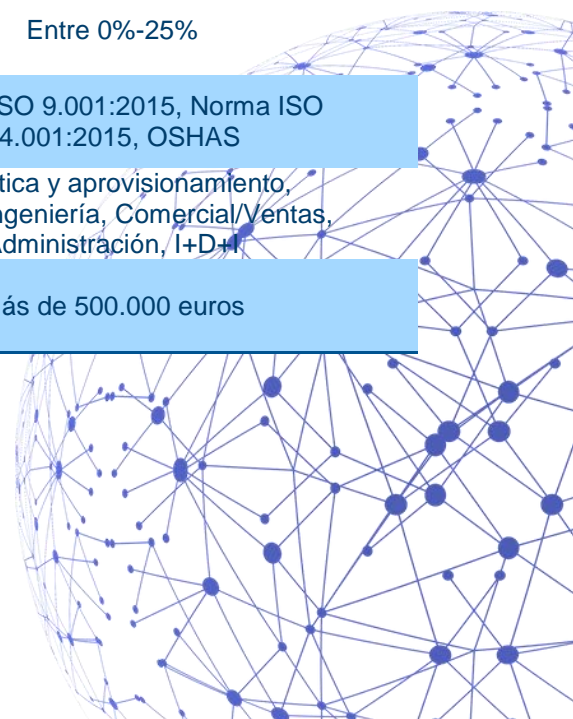 Entre 0%-25%
SO 9.001:2015, Norma ISO
4.001:2015, OSHAS
tica y aprovisionamiento,
ngeniería, Comercial/Ventas,
Administración, I+D+I
ás de 500.000 euros